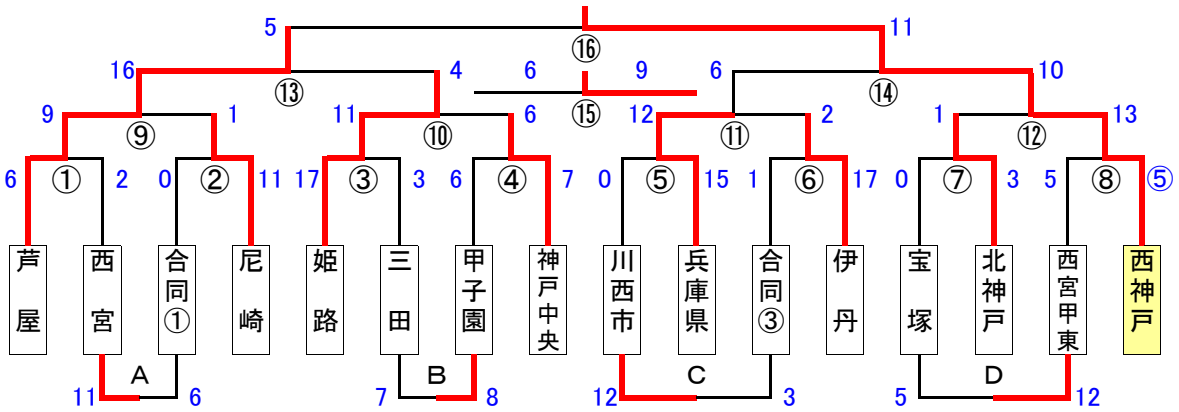 5 ⑯ 11
16 ⑬ 4 6 ⑮ 9 6 ⑭ 10
9 ⑨ 1 11 ⑩ 6 12 ⑪ 2 1 ⑫ 13
6 ① 2 0 ② 11 17 ③ 3 6 ④ 7 0 ⑤ 15 1 ⑥ 17 0 ⑦ 3 5 ⑧ ⑤
芦屋
西宮
合同①
尼崎
姫路
三田
甲子園
神戸中央
川西市
兵庫県
合同③
伊丹
宝塚
北神戸
西宮甲東
西神戸
11 A 6 7 B 8 12 C 3 5 D 12